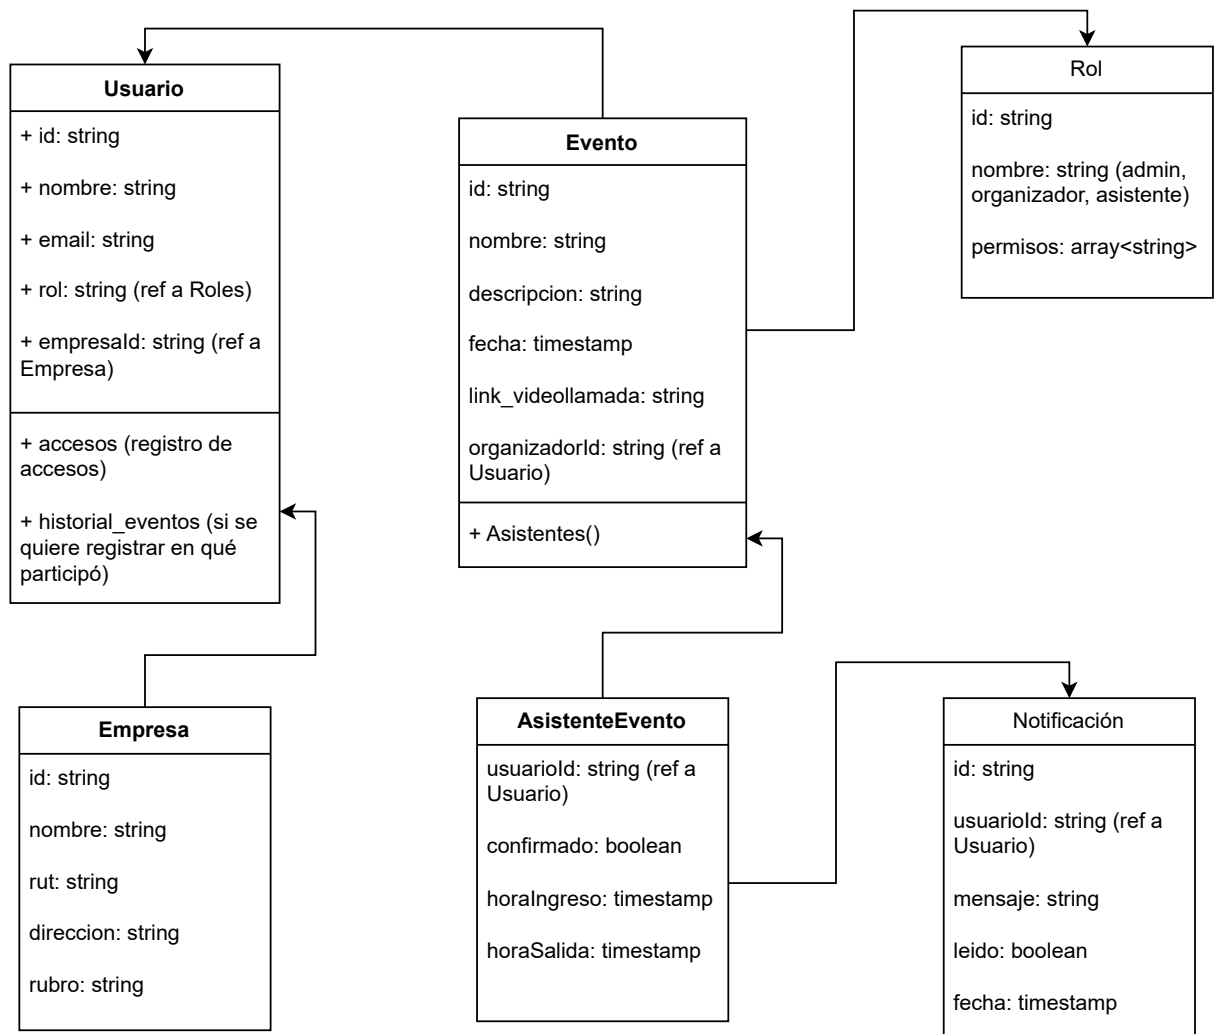 Usuario
+ id: string
+ nombre: string
+ email: string
+ rol: string (ref a Roles)
+ empresaId: string (ref a
Empresa)
+ accesos (registro de
accesos)
+ historial_eventos (si se
quiere registrar en qué
participó)
Evento
id: string
nombre: string
descripcion: string
fecha: timestamp
link_videollamada: string
organizadorId: string (ref a
Usuario)
+ Asistentes()
Rol
id: string
nombre: string (admin,
organizador, asistente)
permisos: array<string>
Empresa
id: string
nombre: string
rut: string
direccion: string
rubro: string
AsistenteEvento
usuarioId: string (ref a
Usuario)
confirmado: boolean
horaIngreso: timestamp
horaSalida: timestamp
Notificación
id: string
usuarioId: string (ref a
Usuario)
mensaje: string
leido: boolean
fecha: timestamp